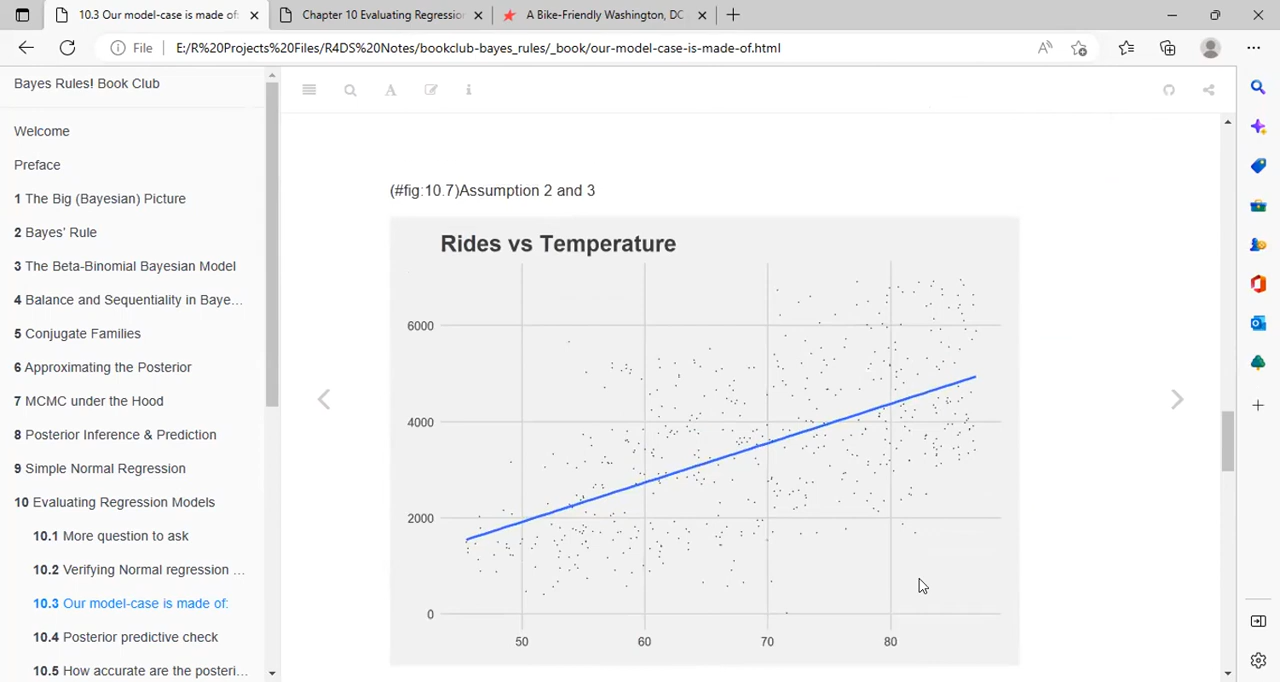 10.3 Our model-case is made of:
Chapter 10 Evaluating Regression
A Bike-Friendly Washington, DC
File
E:/R%20Projects%20Files/R4DS%20Notes/bookclub-bayes_rules/_book/our-model-case-is-made-of.html
Bayes Rules! Book Club
Welcome
Preface
1 The Big (Bayesian) Picture
2 Bayes' Rule
3 The Beta-Binomial Bayesian Model
4 Balance and Sequentiality in Baye...
5 Conjugate Families
6 Approximating the Posterior
7 MCMC under the Hood
8 Posterior Inference & Prediction
9 Simple Normal Regression
10 Evaluating Regression Models
10.1 More question to ask
10.2 Verifying Normal regression ...
10.3 Our model-case is made of:
10.4 Posterior predictive check
10.5 How accurate are the posteri...
(#fig:10.7)Assumption 2 and 3
Rides vs Temperature
6000
4000
2000
0
50 60 70 80